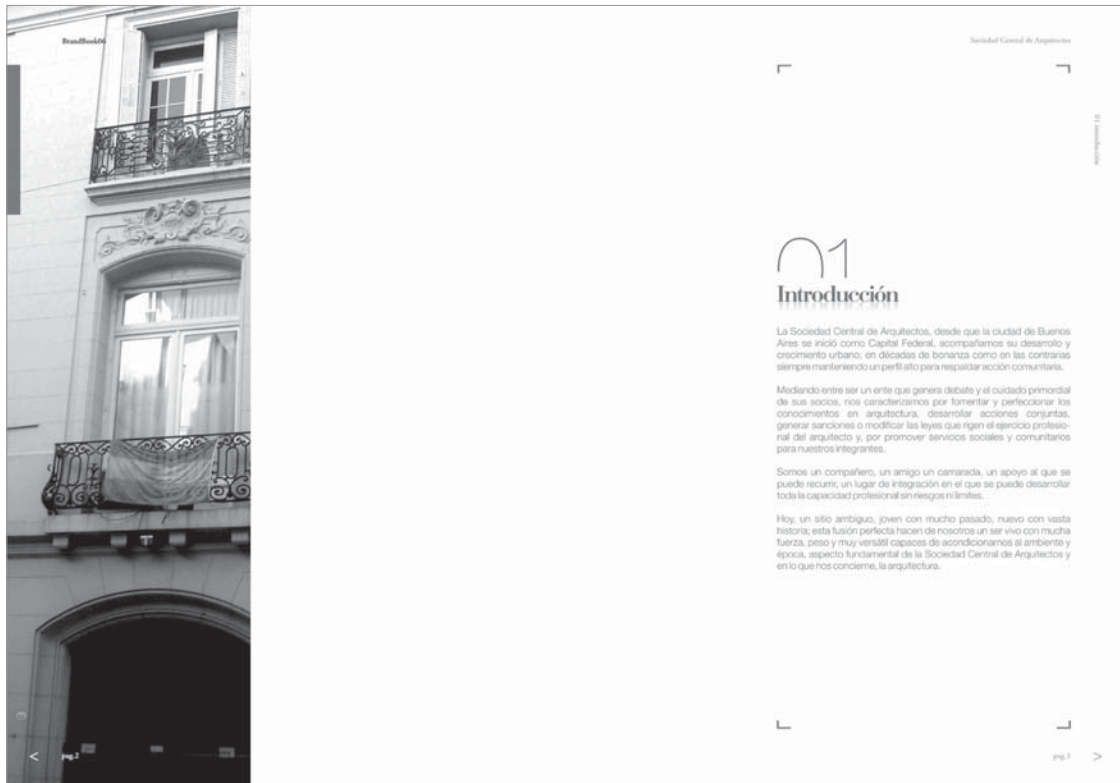 BrandBook06
Sociedad Central de Arquitectos
01 introducción
01
Introducción
La Sociedad Central de Arquitectos, desde que la ciudad de Buenos
Aires se inició como Capital Federal, acompañamos su desarrollo y
crecimiento urbano; en décadas de bonanza como en las contrarias
siempre manteniendo un perfil alto para respaldar acción comunitaria.
Mediando entre ser un ente que genera debate y el cuidado primordial
de sus socios, nos caracterizamos por fomentar y perfeccionar los
conocimientos en arquitectura, desarrollar acciones conjuntas,
generar sanciones o modificar las leyes que rigen el ejercicio profesio-
nal del arquitecto y, por promover servicios sociales y comunitarios
para nuestros integrantes.
Somos un compañero, un amigo un camarada, un apoyo al que se
puede recurrir, un lugar de integración en el que se puede desarrollar
toda la capacidad profesional sin riesgos ni límites.
Hoy, un sitio ambiguo, joven con mucho pasado, nuevo con vasta
historia; esta fusión perfecta hacen de nosotros un ser vivo con mucha
fuerza, peso y muy versátil capaces de acondicionarnos al ambiente y
época, aspecto fundamental de la Sociedad Central de Arquitectos y
en lo que nos concierne, la arquitectura.
< pag.2
pag.3 >